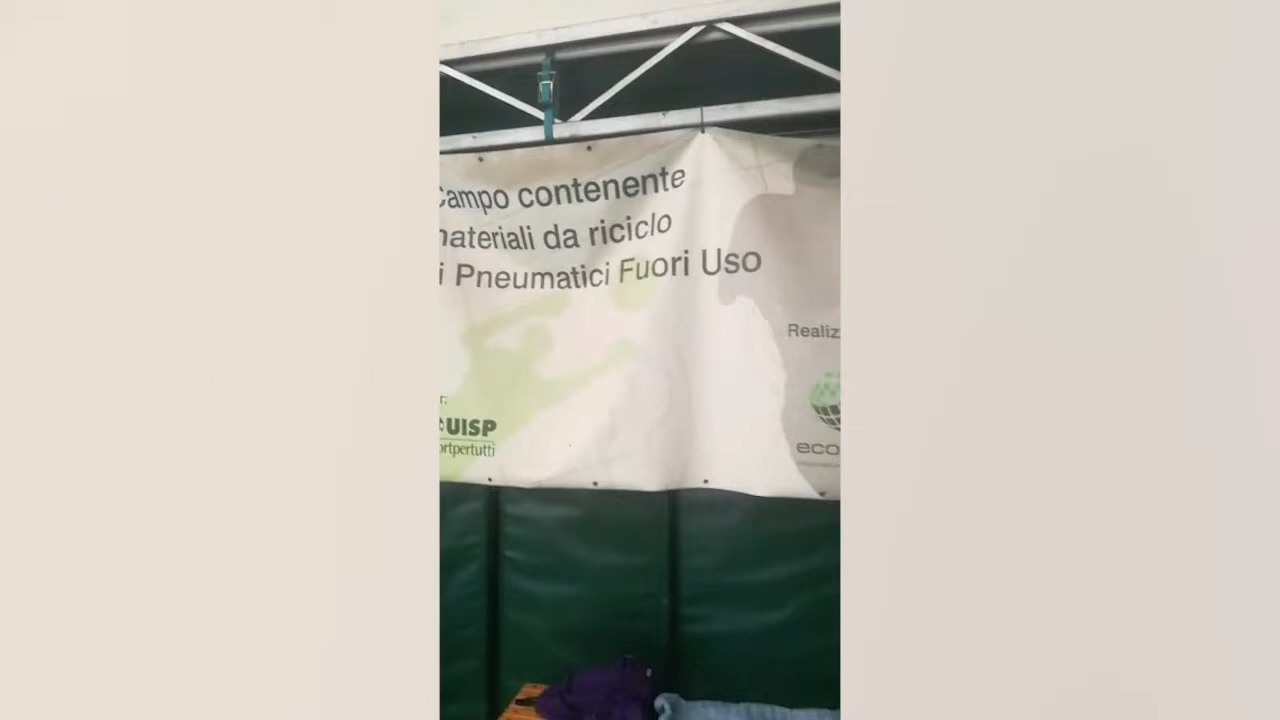 Campo contenente
materiali da riciclo
i Pneumatici Fuori Uso
Realiz
r:
UISP
ortpertutti
eco